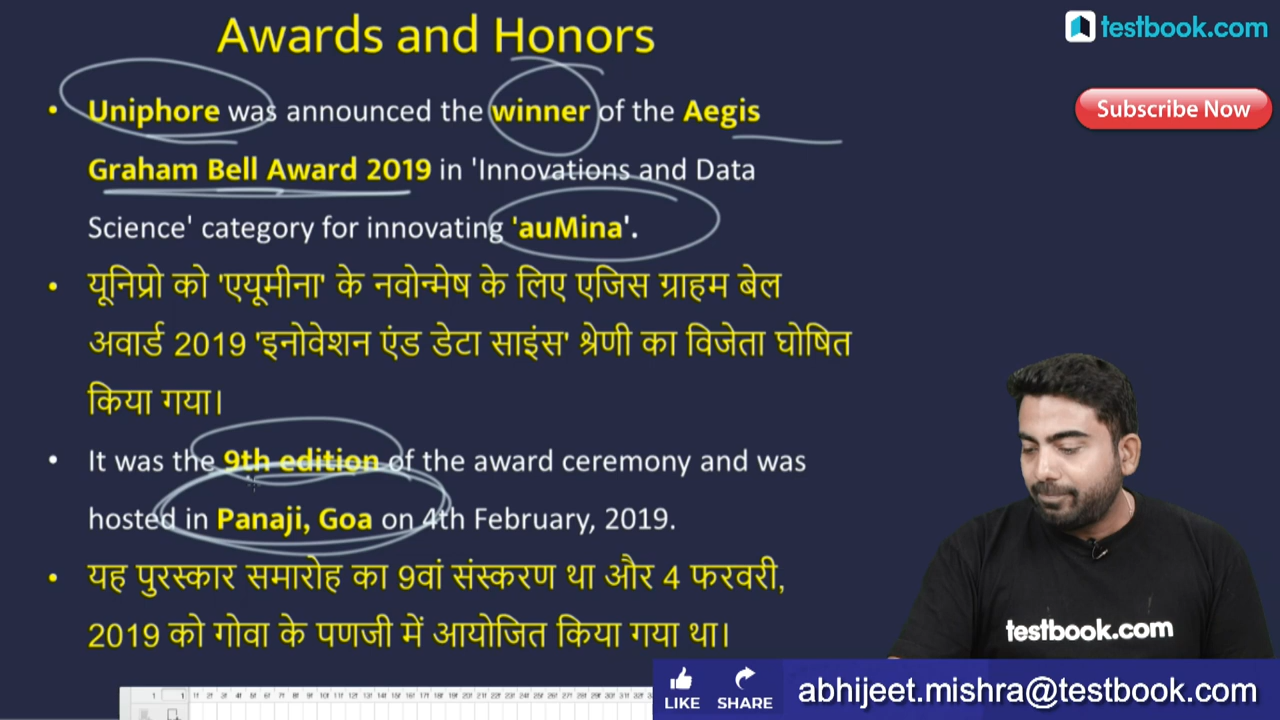 Awards and Honors
testbook.com
Subscribe Now
• Uniphore was announced the winner of the Aegis
Graham Bell Award 2019 in 'Innovations and Data
Science' category for innovating 'auMina'.
• यूनिप्रो को 'एयूमीना' के नवोन्मेष के लिए एजिस ग्राहम बेल
अवार्ड 2019 'इनोवेशन एंड डेटा साइंस' श्रेणी का विजेता घोषित
किया गया।
• It was the 9th edition of the award ceremony and was
hosted in Panaji, Goa on 4th February, 2019.
• यह पुरस्कार समारोह का 9वां संस्करण था और 4 फरवरी,
2019 को गोवा के पणजी में आयोजित किया गया था।
testbook.com
LIKE SHARE abhijeet.mishra@testbook.com